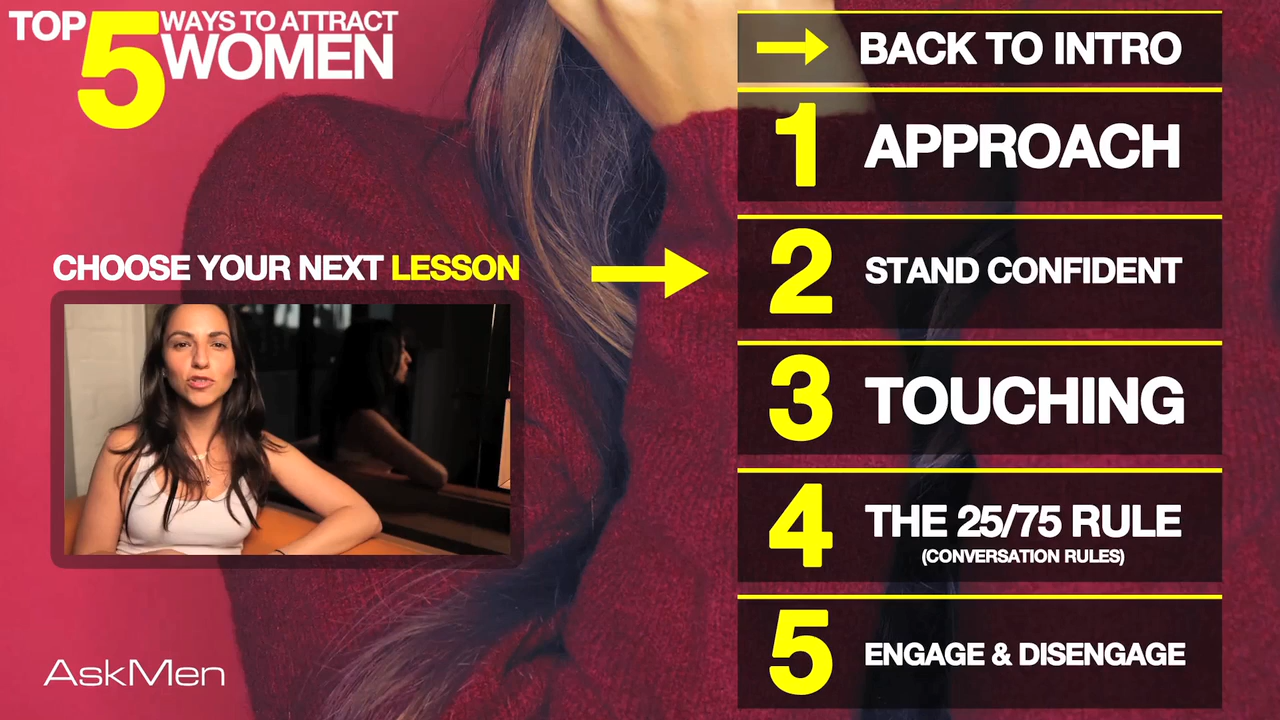 TOP 5 WAYS TO ATTRACT
WOMEN
CHOOSE YOUR NEXT LESSON
AskMen
BACK TO INTRO
1 APPROACH
2 STAND CONFIDENT
3 TOUCHING
4 THE 25/75 RULE
(CONVERSATION RULES)
5 ENGAGE & DISENGAGE